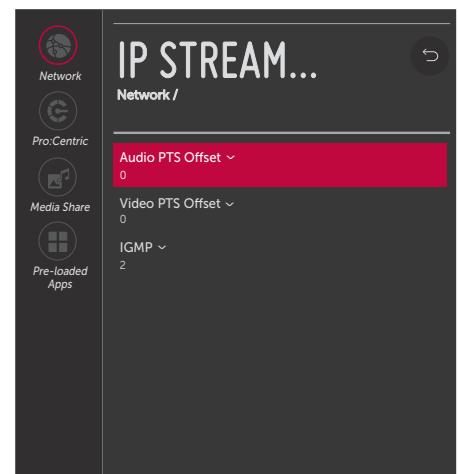 Network
Pro:Centric
Media Share
Pre-loaded
Apps
IP STREAM...
Network /
Audio PTS Offset
0
Video PTS Offset
0
IGMP
2